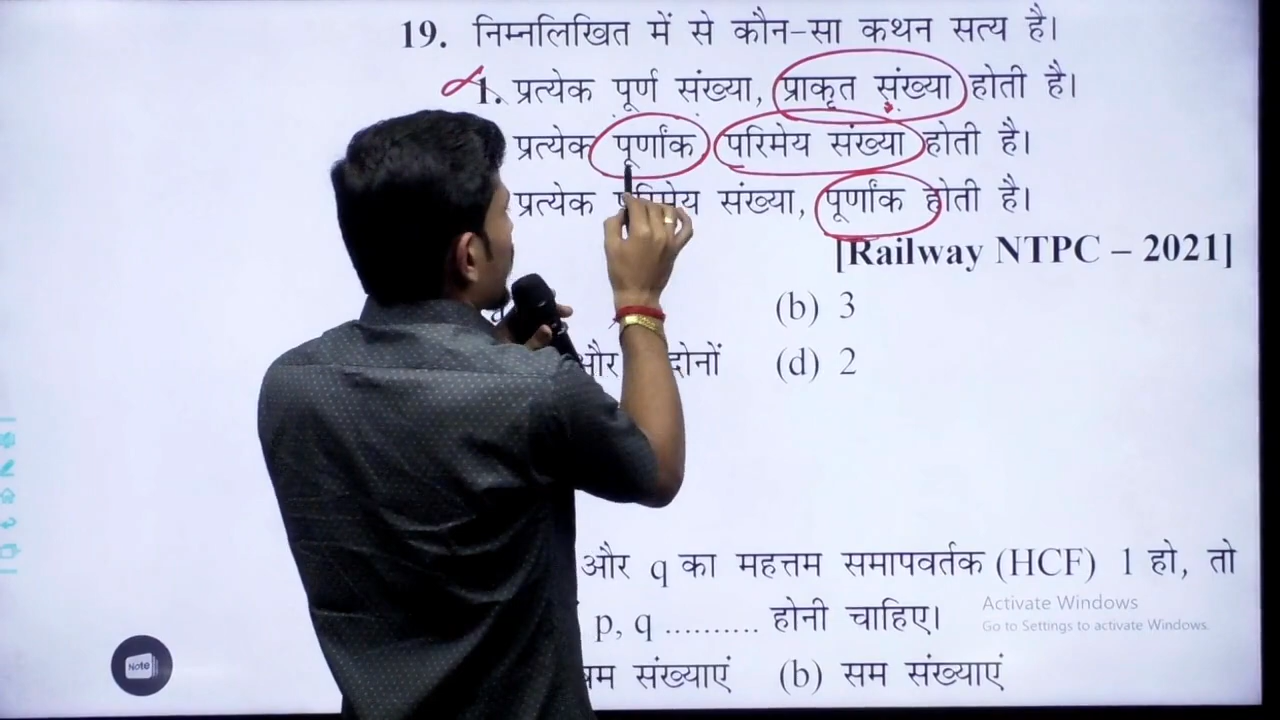 19. निम्नलिखित में से कौन-सा कथन सत्य है।
1. प्रत्येक पूर्ण संख्या, प्राकृत संख्या होती है।
प्रत्येक पूर्णांक परिमेय संख्या होती है।
प्रत्येक परिमेय संख्या, पूर्णांक होती है।
[Railway NTPC – 2021]
(b) 3
और दोनों (d) 2
और q का महत्तम समापवर्तक (HCF) 1 हो, तो
p, q .......... होनी चाहिए।
संख्याएं (b) सम संख्याएं
Activate Windows
Go to Settings to activate Windows.
Note